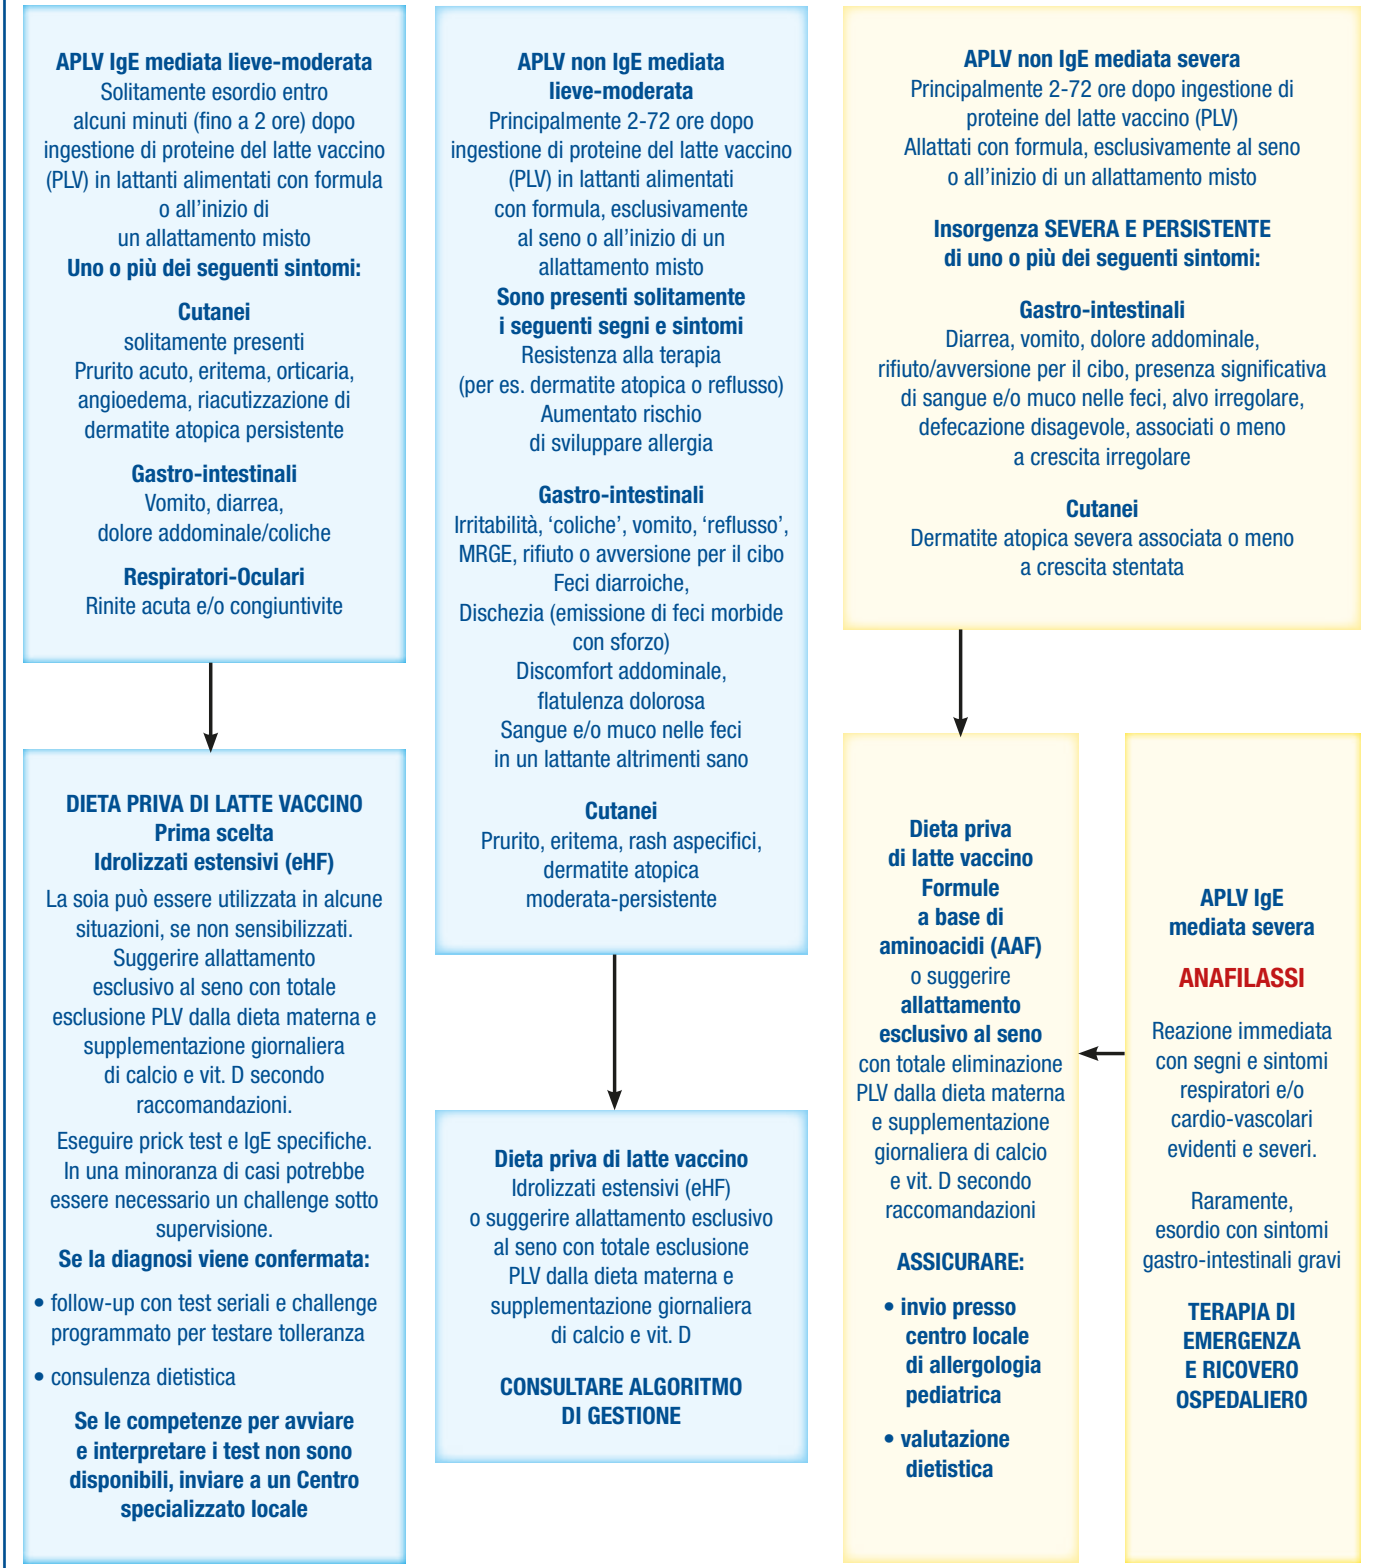 APLV IgE mediata lieve-moderata
Solitamente esordio entro
alcuni minuti (fino a 2 ore) dopo
ingestione di proteine del latte vaccino
(PLV) in lattanti alimentati con formula
o all'inizio di
un allattamento misto
Uno o più dei seguenti sintomi:
Cutanei
solitamente presenti
Prurito acuto, eritema, orticaria,
angioedema, riacutizzazione di
dermatite atopica persistente
Gastro-intestinali
Vomito, diarrea,
dolore addominale/coliche
Respiratori-Oculari
Rinite acuta e/o congiuntivite
DIETA PRIVA DI LATTE VACCINO
Prima scelta
Idrolizzati estensivi (eHF)
La soia può essere utilizzata in alcune
situazioni, se non sensibilizzati.
Suggerire allattamento
esclusivo al seno con totale
esclusione PLV dalla dieta materna e
supplementazione giornaliera
di calcio e vit. D secondo
raccomandazioni.
Eseguire prick test e IgE specifiche.
In una minoranza di casi potrebbe
essere necessario un challenge sotto
supervisione.
Se la diagnosi viene confermata:
• follow-up con test seriali e challenge
programmato per testare tolleranza
• consulenza dietistica
Se le competenze per avviare
e interpretare i test non sono
disponibili, inviare a un Centro
specializzato locale
APLV non IgE mediata
lieve-moderata
Principalmente 2-72 ore dopo
ingestione di proteine del latte vaccino
(PLV) in lattanti alimentati
con formula, esclusivamente
al seno o all'inizio di un
allattamento misto
Sono presenti solitamente
i seguenti segni e sintomi
Resistenza alla terapia
(per es. dermatite atopica o reflusso)
Aumentato rischio
di sviluppare allergia
Gastro-intestinali
Irritabilità, 'coliche', vomito, 'reflusso',
MRGE, rifiuto o avversione per il cibo
Feci diarroiche,
Dischezia (emissione di feci morbide
con sforzo)
Discomfort addominale,
flatulenza dolorosa
Sangue e/o muco nelle feci
in un lattante altrimenti sano
Cutanei
Prurito, eritema, rash aspecifici,
dermatite atopica
moderata-persistente
Dieta priva di latte vaccino
Idrolizzati estensivi (eHF)
o suggerire allattamento esclusivo
al seno con totale esclusione
PLV dalla dieta materna e
supplementazione giornaliera
di calcio e vit. D
CONSULTARE ALGORITMO
DI GESTIONE
APLV non IgE mediata severa
Principalmente 2-72 ore dopo ingestione di
proteine del latte vaccino (PLV)
Allattati con formula, esclusivamente al seno
o all'inizio di un allattamento misto
Insorgenza SEVERA E PERSISTENTE
di uno o più dei seguenti sintomi:
Gastro-intestinali
Diarrea, vomito, dolore addominale,
rifiuto/avversione per il cibo, presenza significativa
di sangue e/o muco nelle feci, alvo irregolare,
defecazione disagevole, associati o meno
a crescita irregolare
Cutanei
Dermatite atopica severa associata o meno
a crescita stentata
Dieta priva
di latte vaccino
Formule
a base di
aminoacidi (AAF)
o suggerire
allattamento
esclusivo al seno
con totale eliminazione
PLV dalla dieta materna
e supplementazione
giornaliera di calcio
e vit. D secondo
raccomandazioni
ASSICURARE:
• invio presso
centro locale
di allergologia
pediatrica
• valutazione
dietistica
APLV IgE
mediata severa
ANAFILASSI
Reazione immediata
con segni e sintomi
respiratori e/o
cardio-vascolari
evidenti e severi.
Raramente,
esordio con sintomi
gastro-intestinali gravi
TERAPIA DI
EMERGENZA
E RICOVERO
OSPEDALIERO